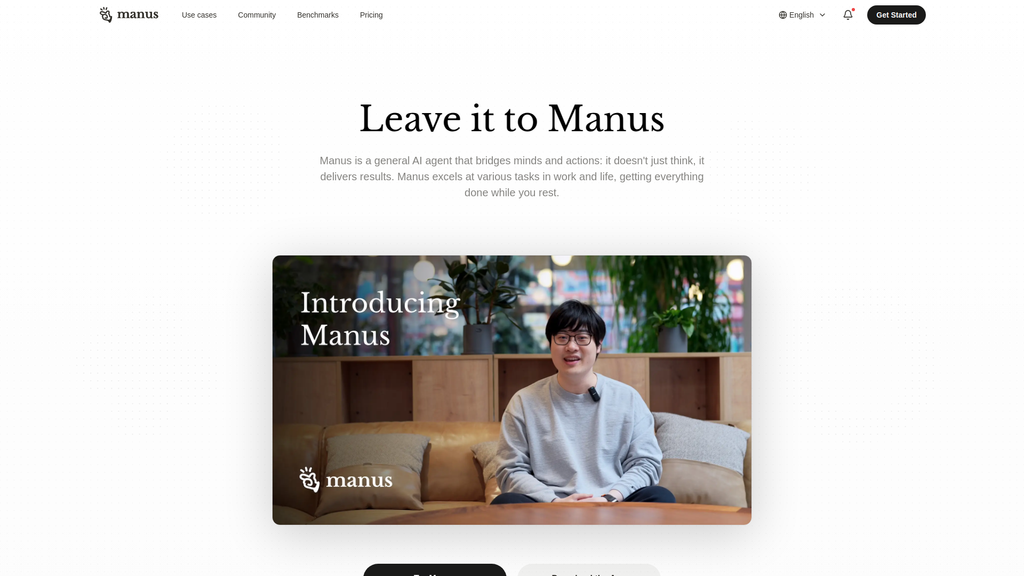 manus
Use cases
Community
Benchmarks
Pricing
English
Get Started
Leave it to Manus
Manus is a general AI agent that bridges minds and actions: it doesn't just think, it
delivers results. Manus excels at various tasks in work and life, getting everything
done while you rest.
Introducing
Manus
manus